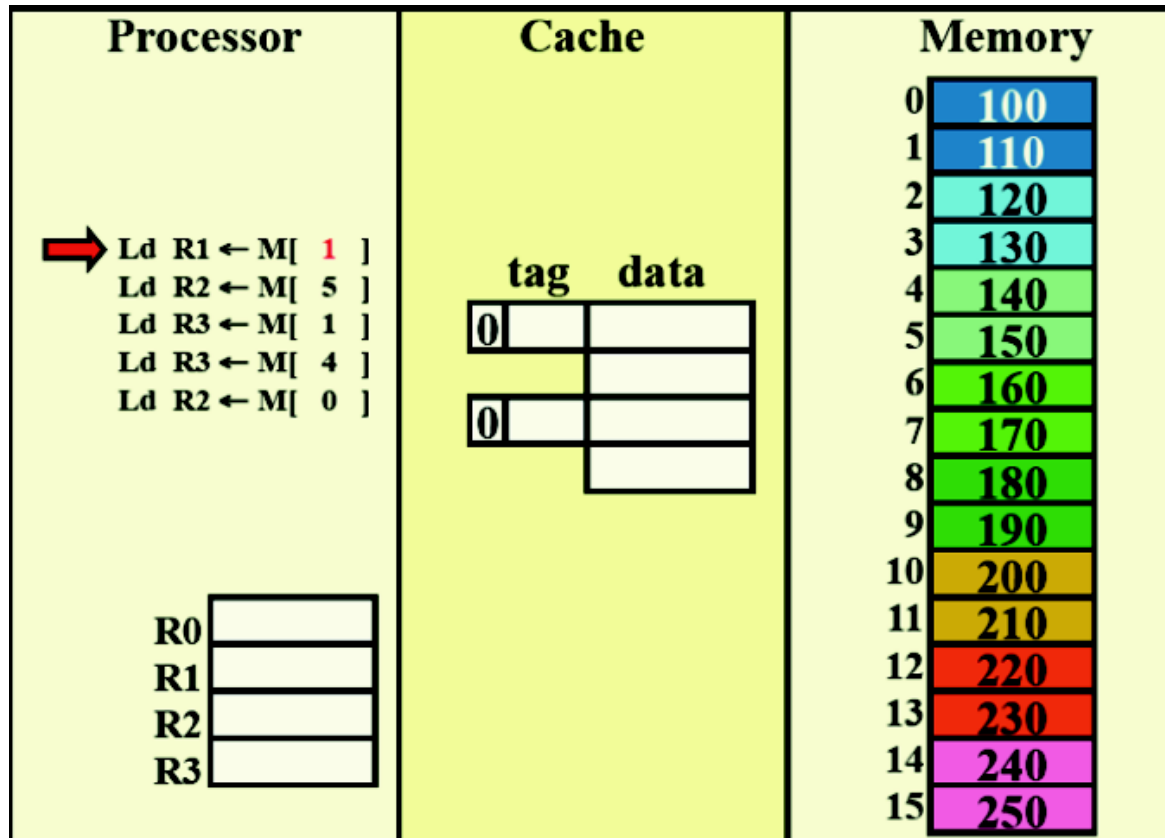 Processor
Ld R1 ← M[ 1 ]
Ld R2 ← M[ 5 ]
Ld R3 ← M[ 1 ]
Ld R3 ← M[ 4 ]
Ld R2 ← M[ 0 ]
R0
R1
R2
R3
Cache
tag data
0
0
Memory
0 100
1 110
2 120
3 130
4 140
5 150
6 160
7 170
8 180
9 190
10 200
11 210
12 220
13 230
14 240
15 250